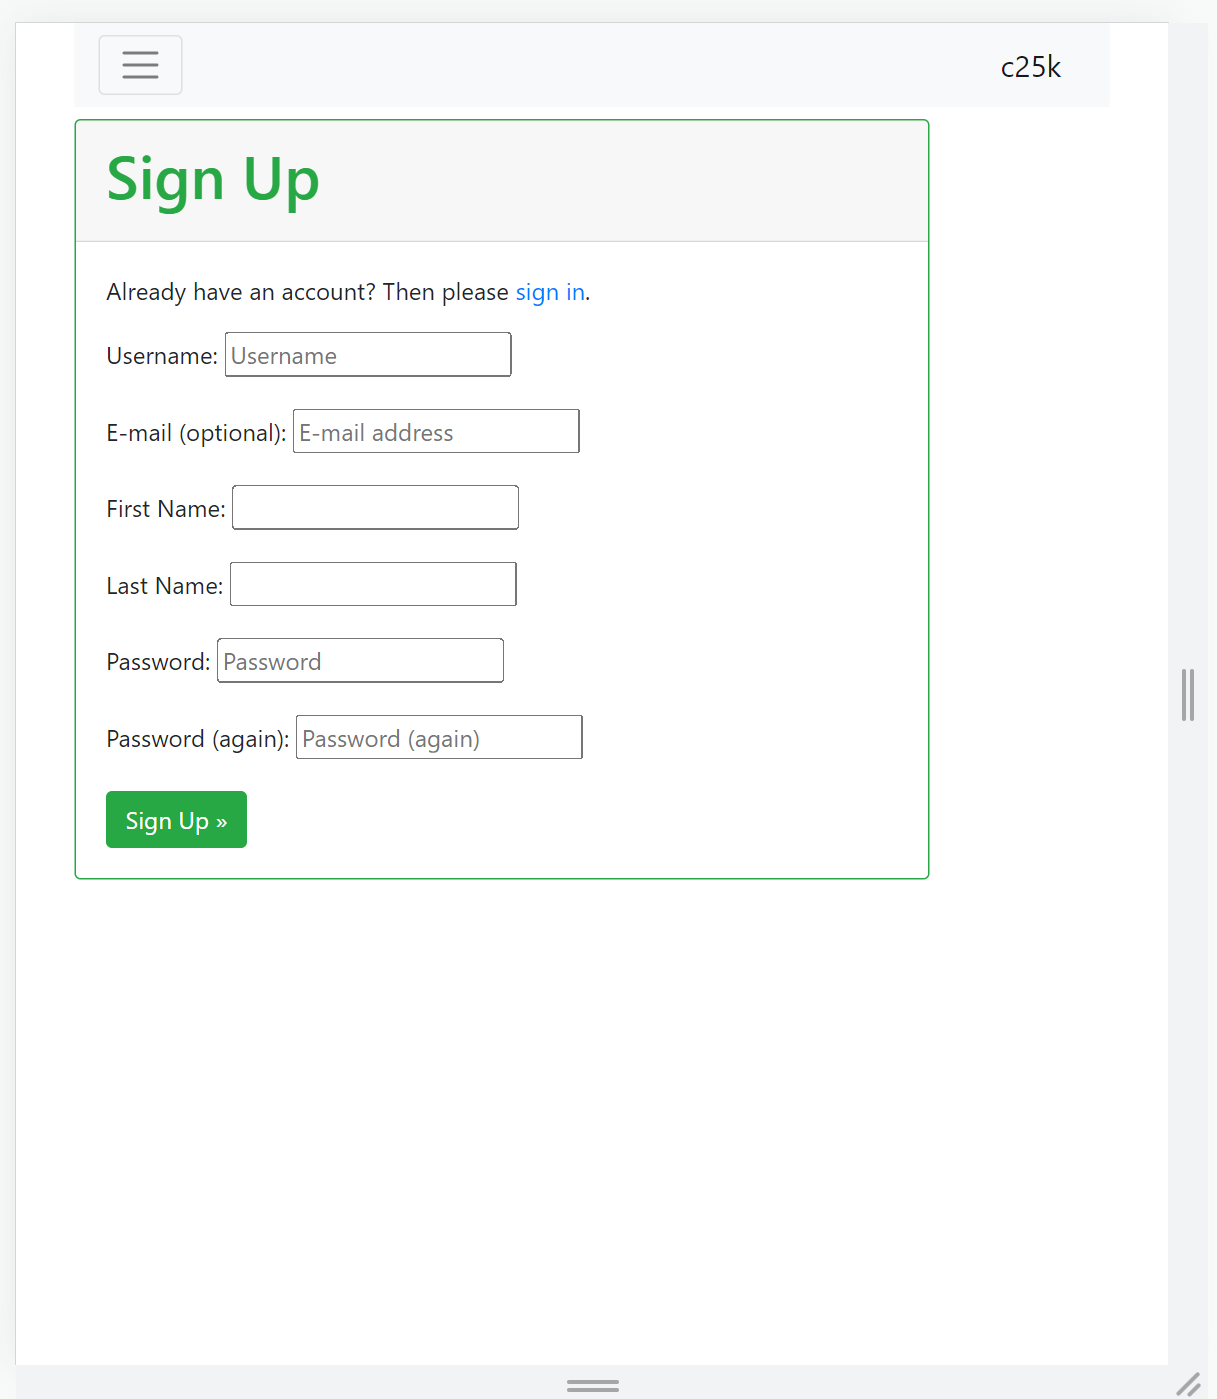 c25k
Sign Up
Already have an account? Then please sign in.
Username: Username
E-mail (optional): E-mail address
First Name:
Last Name:
Password: Password
Password (again): Password (again)
Sign Up »